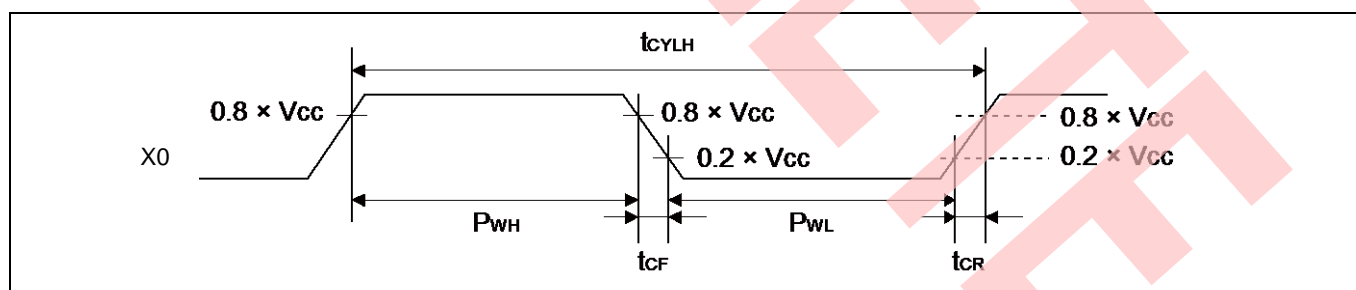 tCYLH
0.8 × Vcc
0.8 × Vcc
0.8 × Vcc
X0
0.2 × Vcc
0.2 × Vcc
PWH
PWL
tCF
tCR